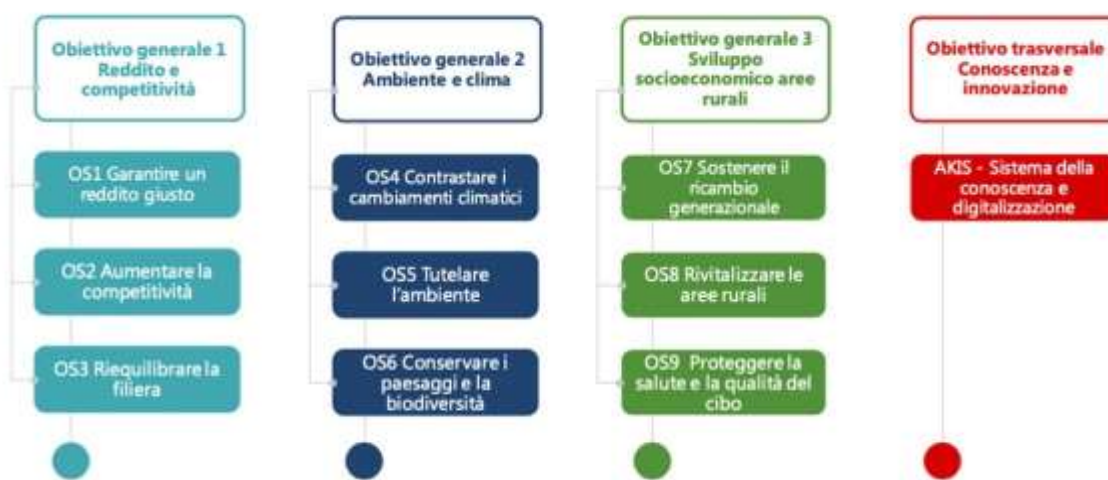 Obiettivo generale 1
Reddito e
competitività
OS1 Garantire un
reddito giusto
OS2 Aumentare la
competitività
OS3 Riequilibrare la
filiera
Obiettivo generale 2
Ambiente e clima
OS4 Contrastare i
cambiamenti climatici
OS5 Tutelare
l'ambiente
OS6 Conservare i
paesaggi e la
biodiversità
Obiettivo generale 3
Sviluppo
socioeconomico aree
rurali
OS7 Sostenere il
ricambio
generazionale
OS8 Rivitalizzare le
aree rurali
OS9 Proteggere la
salute e la qualità del
cibo
Obiettivo trasversale
Conoscenza e
innovazione
AKIS - Sistema della
conoscenza e
digitalizzazione